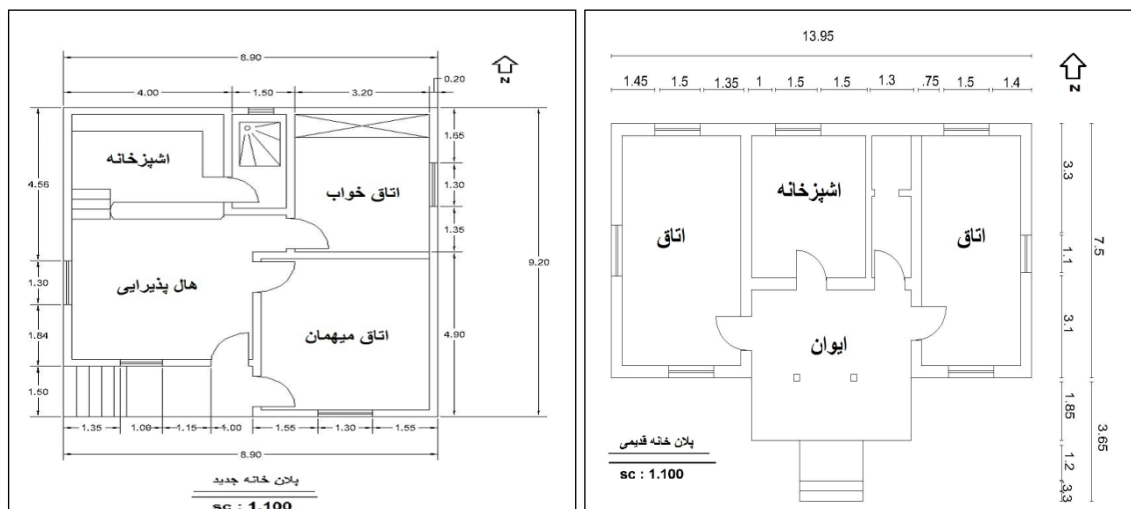 8.90
N
0.20
4.00 1.50 3.20
اشپزخانه
1.65
4.56
1.30
اتاق خواب
1.35
9.20
1.30
هال پذیرایی
1.84
اتاق میهمان
4.90
1.50
1.35 1.00 1.15 1.00 1.55 1.30 1.55
8.90
پلان خانه جدید
sc : 1.100
13.95
N
1.45 1.5 1.35 1 1.5 1.5 1.3 .75 1.5 1.4
3.3
اشپزخانه
اتاق
اتاق
1.1
7.5
3.1
ایوان
1.85
3.65
پلان خانه قدیمی
sc : 1.100
1.2
3.3